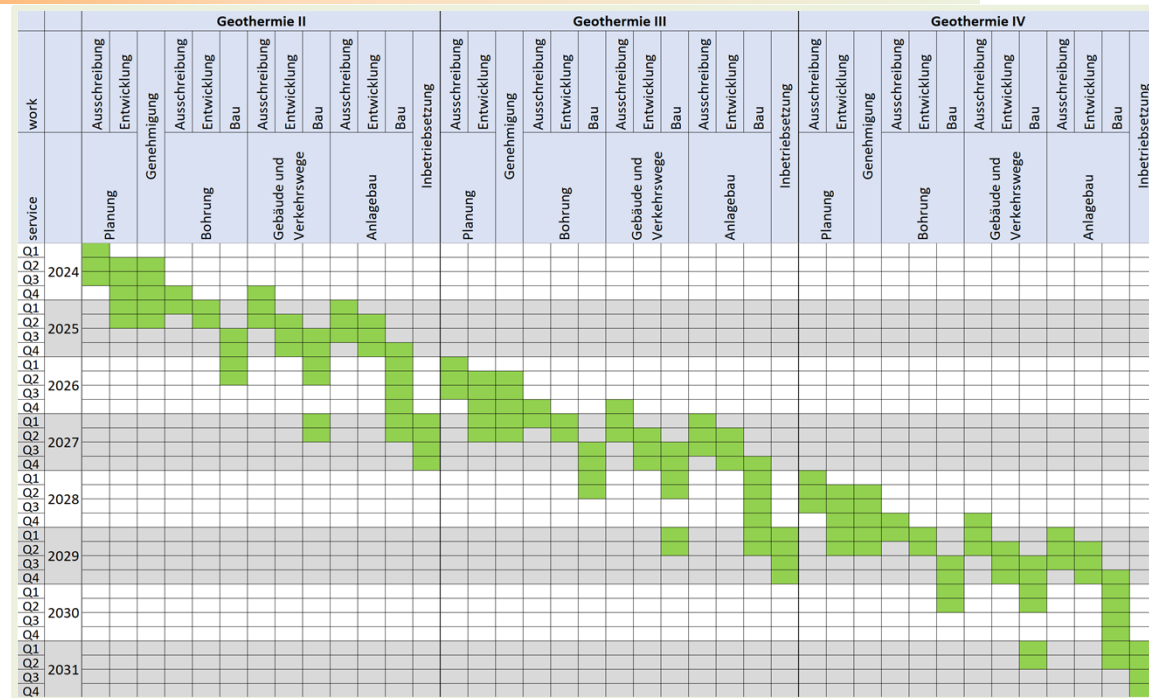 Geothermie II Geothermie III Geothermie IV
work Ausschreibung Entwicklung Genehmigung Ausschreibung Entwicklung Bau Ausschreibung Entwicklung Bau Ausschreibung Entwicklung Bau Inbetriebsetzung Ausschreibung Entwicklung Genehmigung Ausschreibung Entwicklung Bau Ausschreibung Entwicklung Bau Ausschreibung Entwicklung Bau Inbetriebsetzung Ausschreibung Entwicklung Genehmigung Ausschreibung Entwicklung Bau Ausschreibung Entwicklung Bau Ausschreibung Entwicklung Bau Inbetriebsetzung
service Planung Bohrung Gebäude und Verkehrswege Anlagebau Planung Bohrung Gebäude und Verkehrswege Anlagebau Planung Bohrung Gebäude und Verkehrswege Anlagebau
Q1
Q2
2024
Q3
Q4
Q1
Q2
2025
Q3
Q4
Q1
Q2
2026
Q3
Q4
Q1
Q2
2027
Q3
Q4
Q1
Q2
2028
Q3
Q4
Q1
Q2
2029
Q3
Q4
Q1
Q2
2030
Q3
Q4
Q1
Q2
2031
Q3
Q4